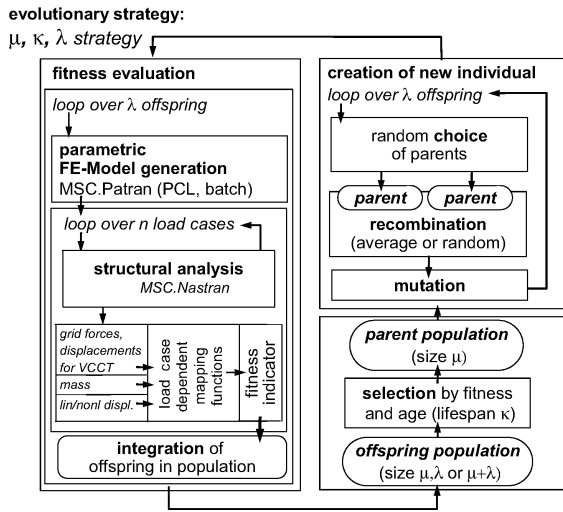 evolutionary strategy:
μ, κ, λ strategy
fitness evaluation
loop over λ offspring
parametric
FE-Model generation
MSC.Patran (PCL, batch)
loop over n load cases
structural analysis
MSC.Nastran
grid forces,
displacements
for VCCT
mass
lin/nonl displ.
load case
dependent
mapping
functions
fitness
indicator
integration of
offspring in population
creation of new individual
loop over λ offspring
random choice
of parents
parent
parent
recombination
(average or random)
mutation
parent population
(size μ)
selection by fitness
and age (lifespan κ)
offspring population
(size μ,λ or μ+λ)